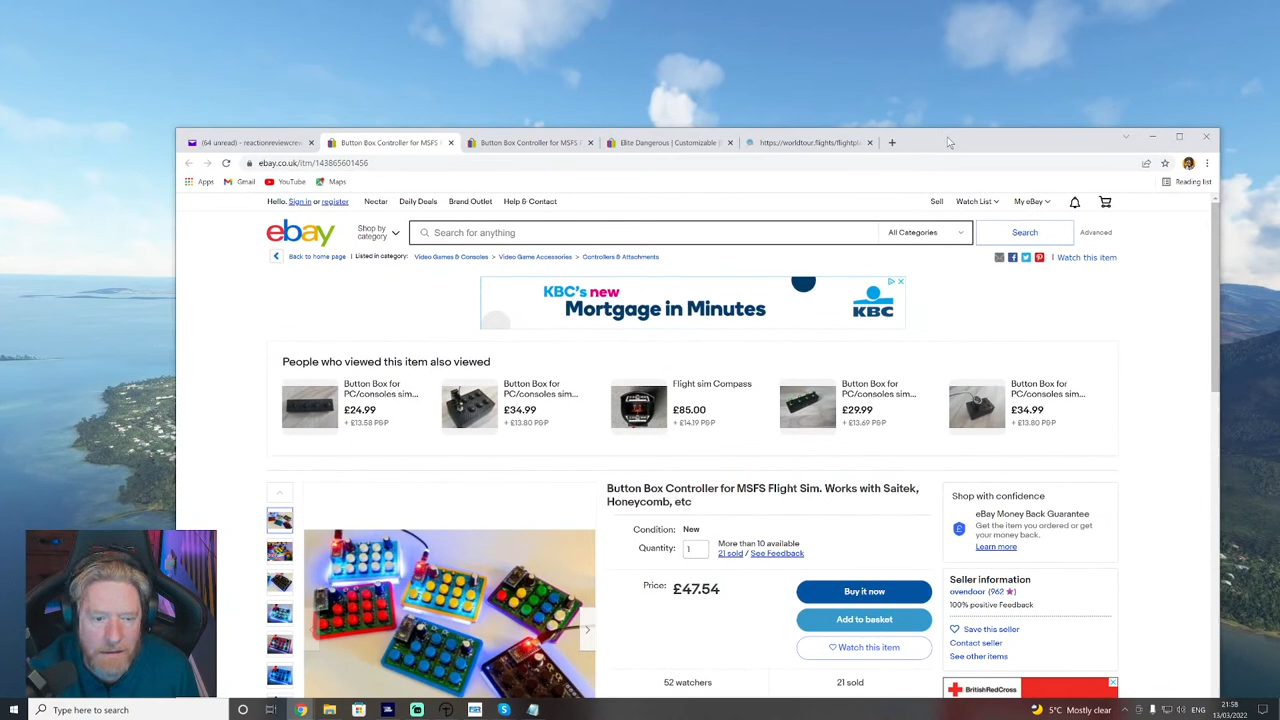 (64 unread) - reactionreviewcrew
Button Box Controller for MSFS
Button Box Controller for MSFS F
Elite Dangerous | Customizable
https://worldtour.flights/flightpl
ebay.co.uk/itm/143865601456
Apps
Gmail
YouTube
Maps
Reading list
Hello. Sign in or register
Nectar
Daily Deals
Brand Outlet
Help & Contact
Sell
Watch List
My eBay
ebay
Shop by
category
Search for anything
All Categories
Search
Advanced
Back to home page
Listed in category:
Video Games & Consoles > Video Game Accessories > Controllers & Attachments
Watch this item
KBC's new
Mortgage in Minutes
KBC
People who viewed this item also viewed
Button Box for
PC/consoles sim...
£24.99
+ £13.58 P&P
Button Box for
PC/consoles sim...
£34.99
+ £13.80 P&P
Flight sim Compass
£85.00
+ £14.19 P&P
Button Box for
PC/consoles sim...
£29.99
+ £13.69 P&P
Button Box for
PC/consoles sim...
£34.99
+ £13.80 P&P
Button Box Controller for MSFS Flight Sim. Works with Saitek,
Honeycomb, etc
Condition: New
Quantity: 1
More than 10 available
21 sold / See Feedback
Price: £47.54
Buy it now
Add to basket
Watch this item
52 watchers
21 sold
Shop with confidence
eBay Money Back Guarantee
Get the item you ordered or get
your money back.
Learn more
Seller information
ovendoor (962
100% positive Feedback
Save this seller
Contact seller
See other items
BritishRedCross
Type here to search
5°C Mostly clear
21:58
13/03/2022